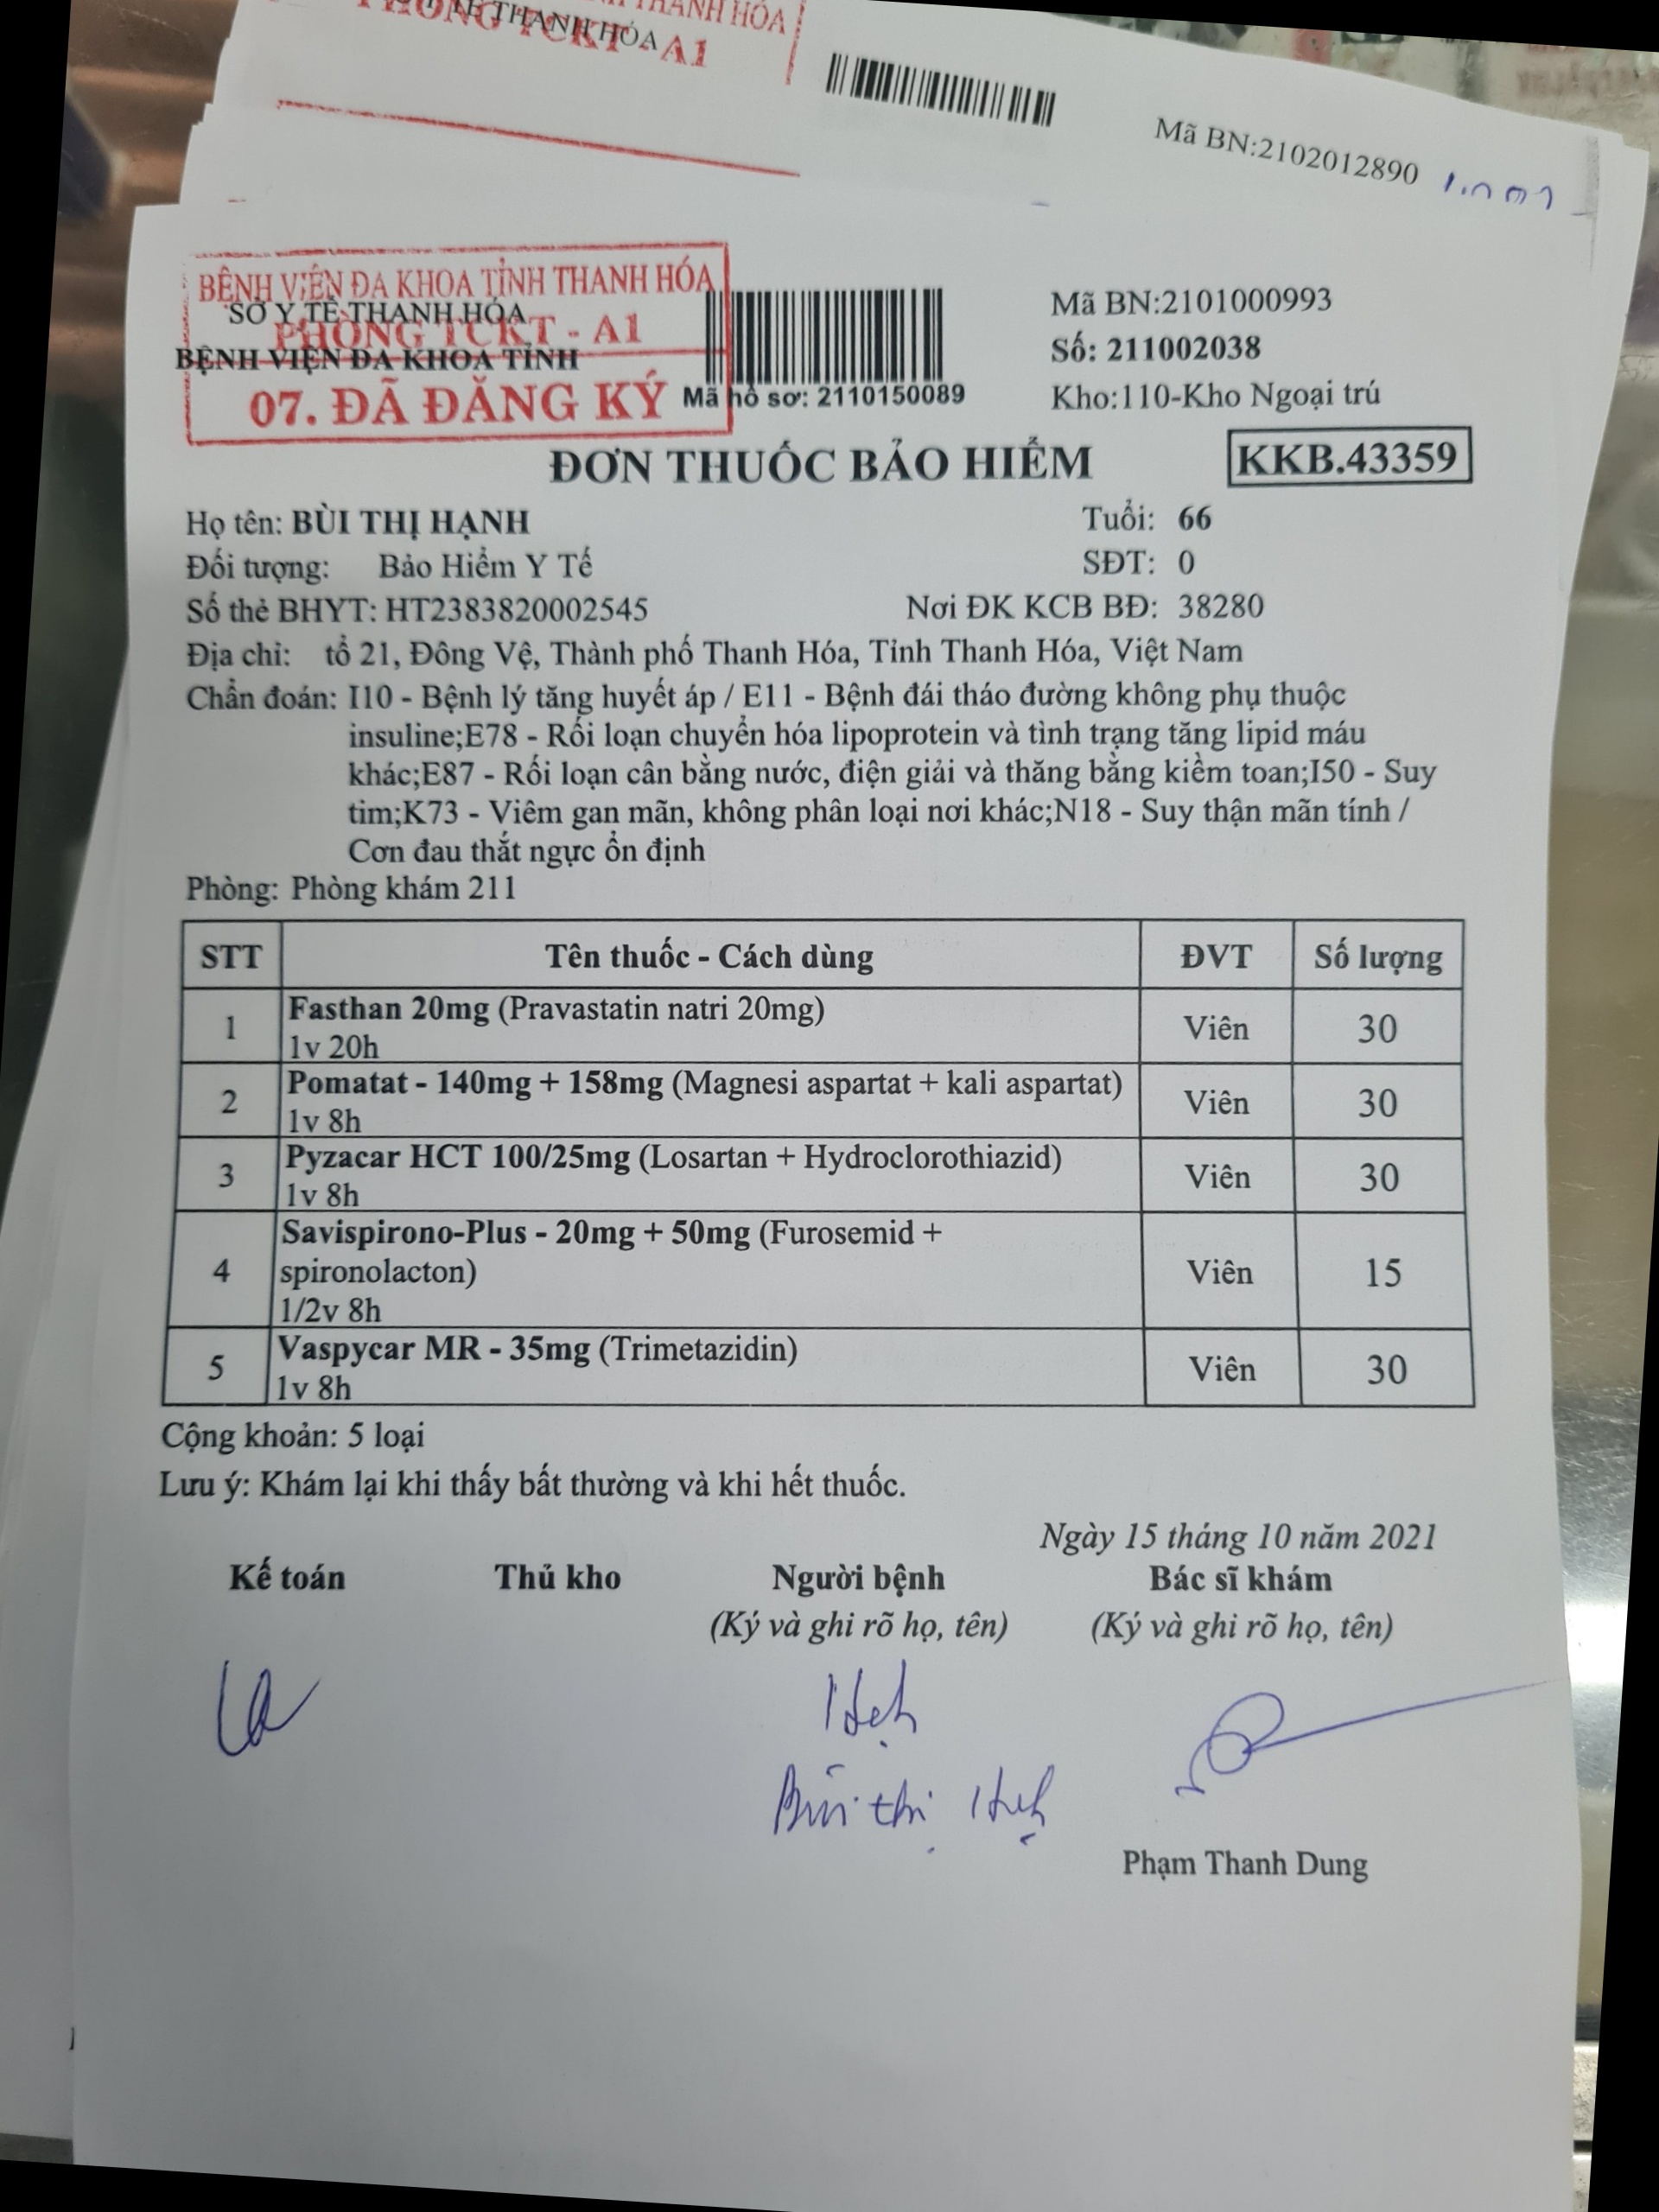 THANH HÓA
PHÒNG TCKT A1
TẾ THANH HÓA
Mã BN:2102012890
BỆNH VIỆN ĐA KHOA TỈNH THANH HÓA
SỞ Y TẾ THANH HÓA
PHÒNG TCKT - A1
BỆNH VIỆN ĐA KHOA TỈNH
07. ĐÃ ĐĂNG KÝ
Mã hồ sơ: 2110150089
Mã BN:2101000993
Số: 211002038
Kho:110-Kho Ngoại trú
ĐƠN THUỐC BẢO HIỂM
KKB.43359
Họ tên: BÙI THỊ HẠNH Tuổi: 66
Đối tượng: Bảo Hiểm Y Tế SĐT: 0
Số thẻ BHYT: HT2383820002545 Nơi ĐK KCB BĐ: 38280
Địa chỉ: tổ 21, Đông Vệ, Thành phố Thanh Hóa, Tỉnh Thanh Hóa, Việt Nam
Chẩn đoán: I10 - Bệnh lý tăng huyết áp / E11 - Bệnh đái tháo đường không phụ thuộc
insuline;E78 - Rối loạn chuyển hóa lipoprotein và tình trạng tăng lipid máu
khác;E87 - Rối loạn cân bằng nước, điện giải và thăng bằng kiềm toan;I50 - Suy
tim;K73 - Viêm gan mãn, không phân loại nơi khác;N18 - Suy thận mãn tính /
Cơn đau thắt ngực ổn định
Phòng: Phòng khám 211
STT Tên thuốc - Cách dùng ĐVT Số lượng
1 Fasthan 20mg (Pravastatin natri 20mg) Viên 30
1v 20h
2 Pomatat - 140mg + 158mg (Magnesi aspartat + kali aspartat) Viên 30
1v 8h
3 Pyzacar HCT 100/25mg (Losartan + Hydroclorothiazid) Viên 30
1v 8h
4 Savispirono-Plus - 20mg + 50mg (Furosemid + Viên 15
spironolacton)
1/2v 8h
5 Vaspycar MR - 35mg (Trimetazidin) Viên 30
1v 8h
Cộng khoản: 5 loại
Lưu ý: Khám lại khi thấy bất thường và khi hết thuốc.
Ngày 15 tháng 10 năm 2021
Kế toán Thủ kho Người bệnh Bác sĩ khám
(Ký và ghi rõ họ, tên) (Ký và ghi rõ họ, tên)
Hạnh
Bùi thị Hạnh
Phạm Thanh Dung